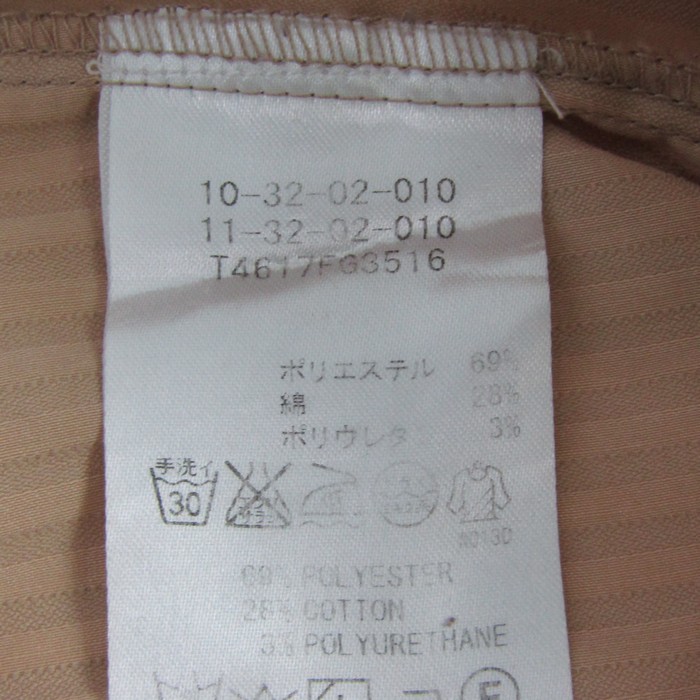 10-32-02-010
11-32-02-010
T4617FG3516
ポリエステル 69%
綿 28%
ポリウレタ 3%
手洗イ
30
69% POLYESTER
28% COTTON
3% POLYURETHANE
F